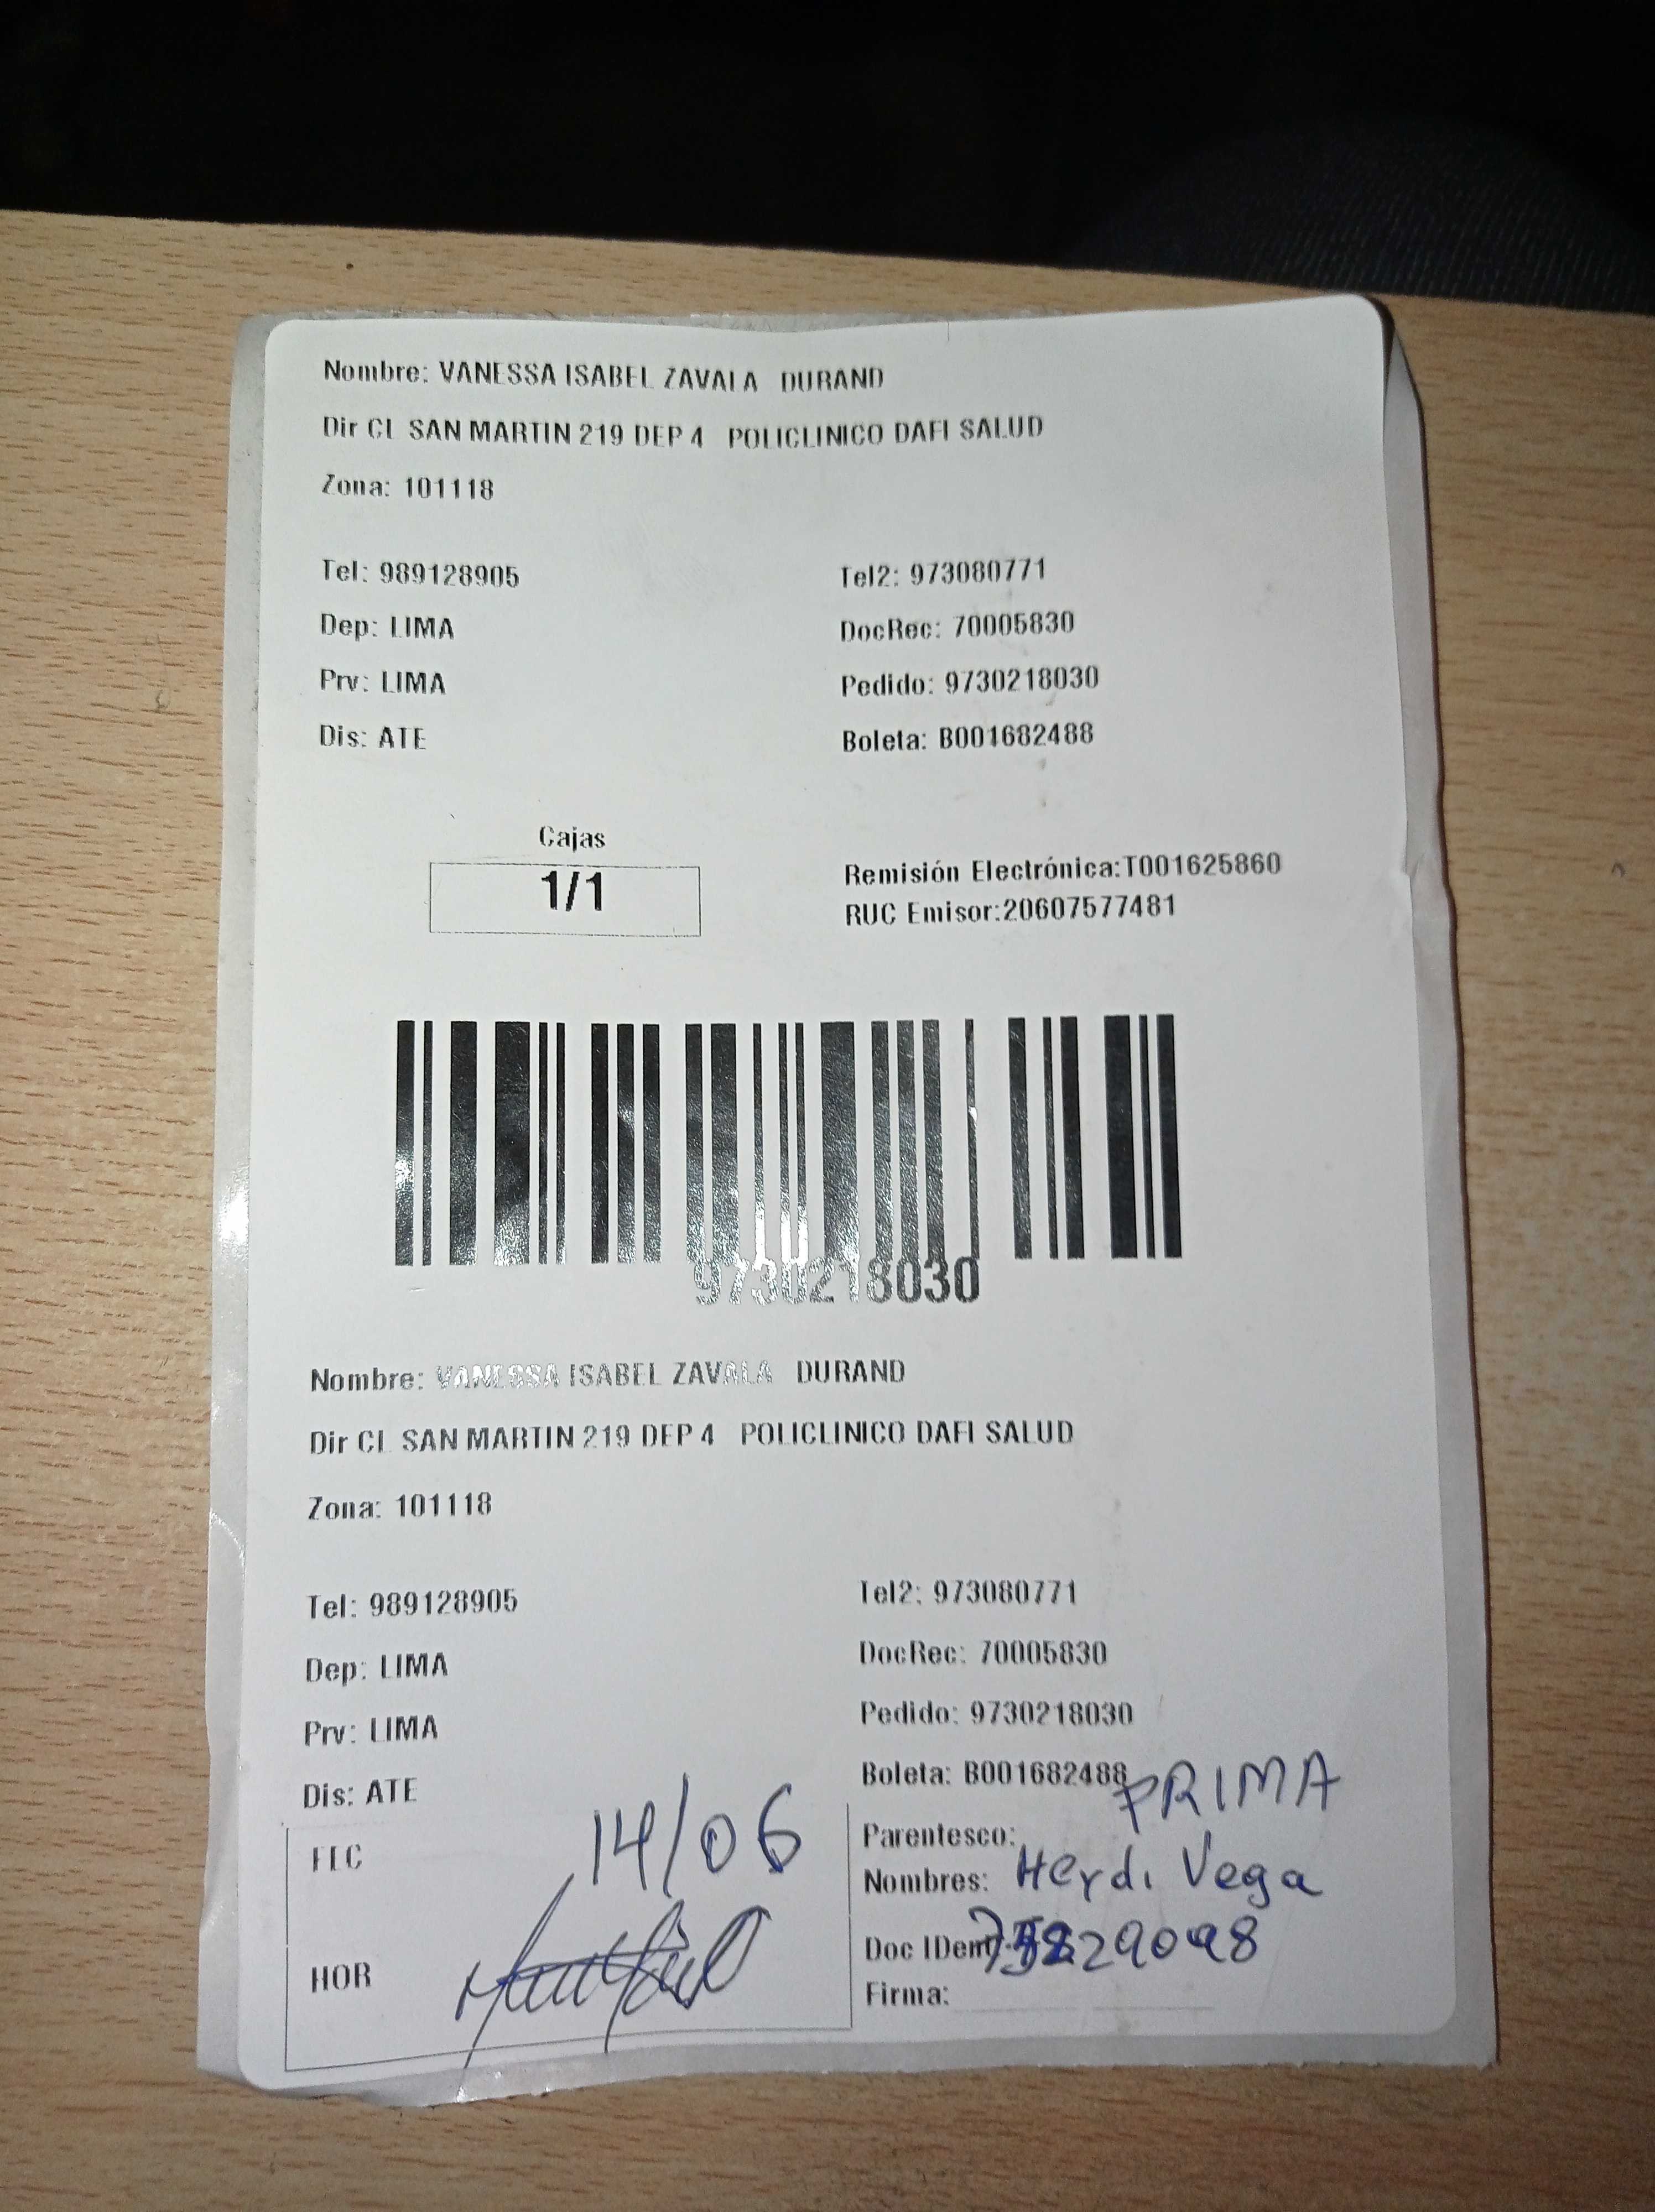 Nombre: VANESSA ISABEL ZAVALA DURAND
Dir CL SAN MARTIN 219 DEP 4 POLICLINICO DAFI SALUD
Zona: 101118
Tel: 989128905 Tel2: 973080771
Dep: LIMA DocRec: 70005830
Prv: LIMA Pedido: 9730218030
Dis: ATE Boleta: B001682488
Cajas
1/1
Remisión Electrónica:T001625860
RUC Emisor:20607577481
9730218030
Nombre: VANESSA ISABEL ZAVALA DURAND
Dir CL SAN MARTIN 219 DEP 4 POLICLINICO DAFI SALUD
Zona: 101118
Tel: 989128905 Tel2: 973080771
Dep: LIMA DocRec: 70005830
Prv: LIMA Pedido: 9730218030
Dis: ATE Boleta: B001682488
FEC 14/06 Parentesco: PRIMA
Nombres: Heydi Vega
Doc IDent:
HOR Firma: